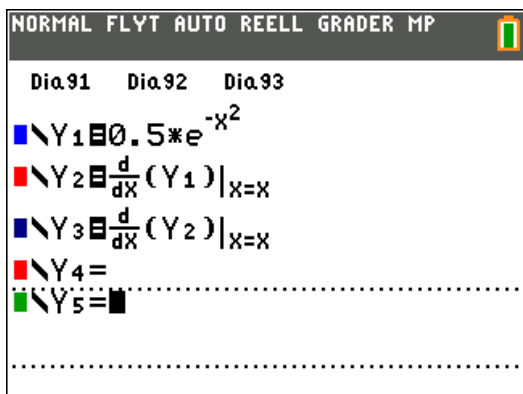 NORMAL FLYT AUTO REELL GRADER MP
Dia91 Dia92 Dia93
\Y1=0.5*e^-X^2
\Y2=d/dX(Y1)|X=X
\Y3=d/dX(Y2)|X=X
\Y4=
\Y5=